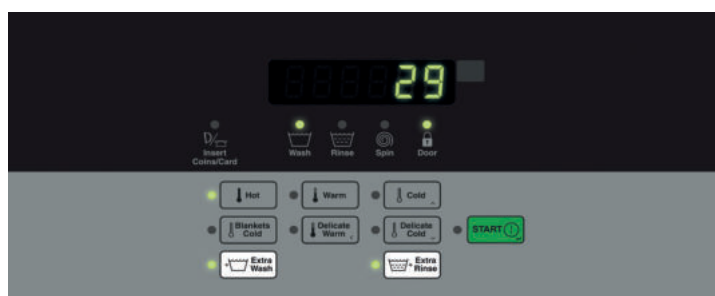 29
Insert
Coins/Card
Wash
Rinse
Spin
Door
Hot
Warm
Cold
Blankets
Cold
Delicate
Warm
Delicate
Cold
START
+ Extra
Wash
+ Extra
Rinse